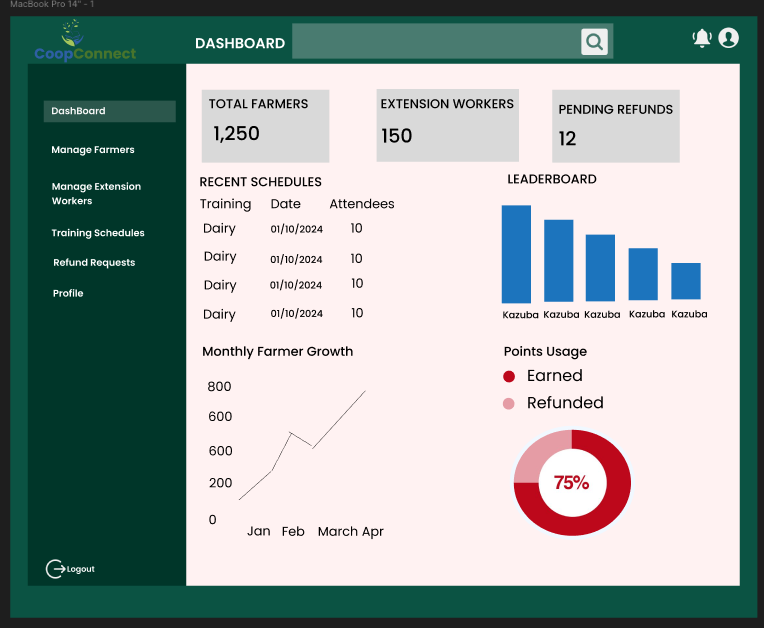 MacBook Pro 14" - 1
CoopConnect
DASHBOARD
DashBoard
Manage Farmers
Manage Extension
Workers
Training Schedules
Refund Requests
Profile
Logout
TOTAL FARMERS
1,250
EXTENSION WORKERS
150
PENDING REFUNDS
12
RECENT SCHEDULES
Training Date Attendees
Dairy 01/10/2024 10
Dairy 01/10/2024 10
Dairy 01/10/2024 10
Dairy 01/10/2024 10
LEADERBOARD
Kazuba Kazuba Kazuba Kazuba Kazuba
Monthly Farmer Growth
800
600
600
200
0
Jan Feb March Apr
Points Usage
Earned
Refunded
75%